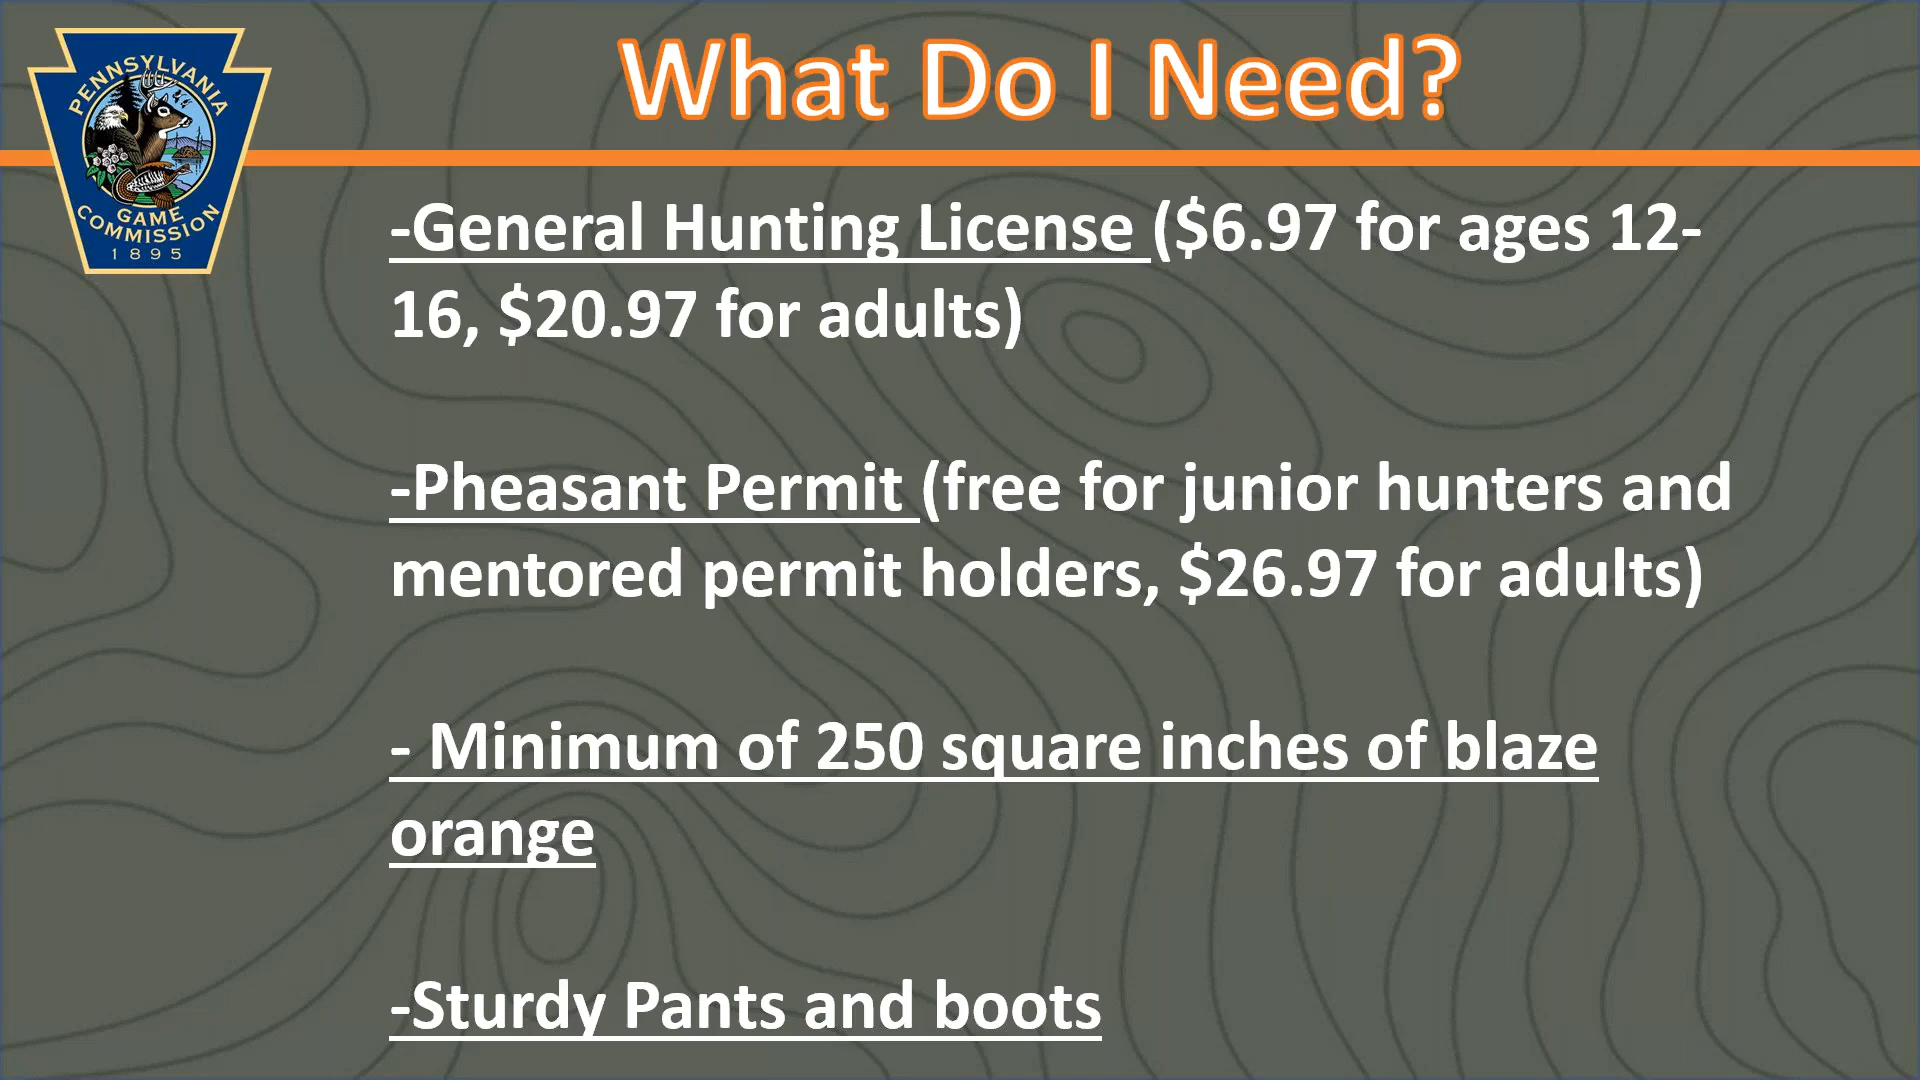 What Do I Need?
PENNSYLVANIA
GAME
COMMISSION
1895
-General Hunting License ($6.97 for ages 12-
16, $20.97 for adults)
-Pheasant Permit (free for junior hunters and
mentored permit holders, $26.97 for adults)
- Minimum of 250 square inches of blaze
orange
-Sturdy Pants and boots